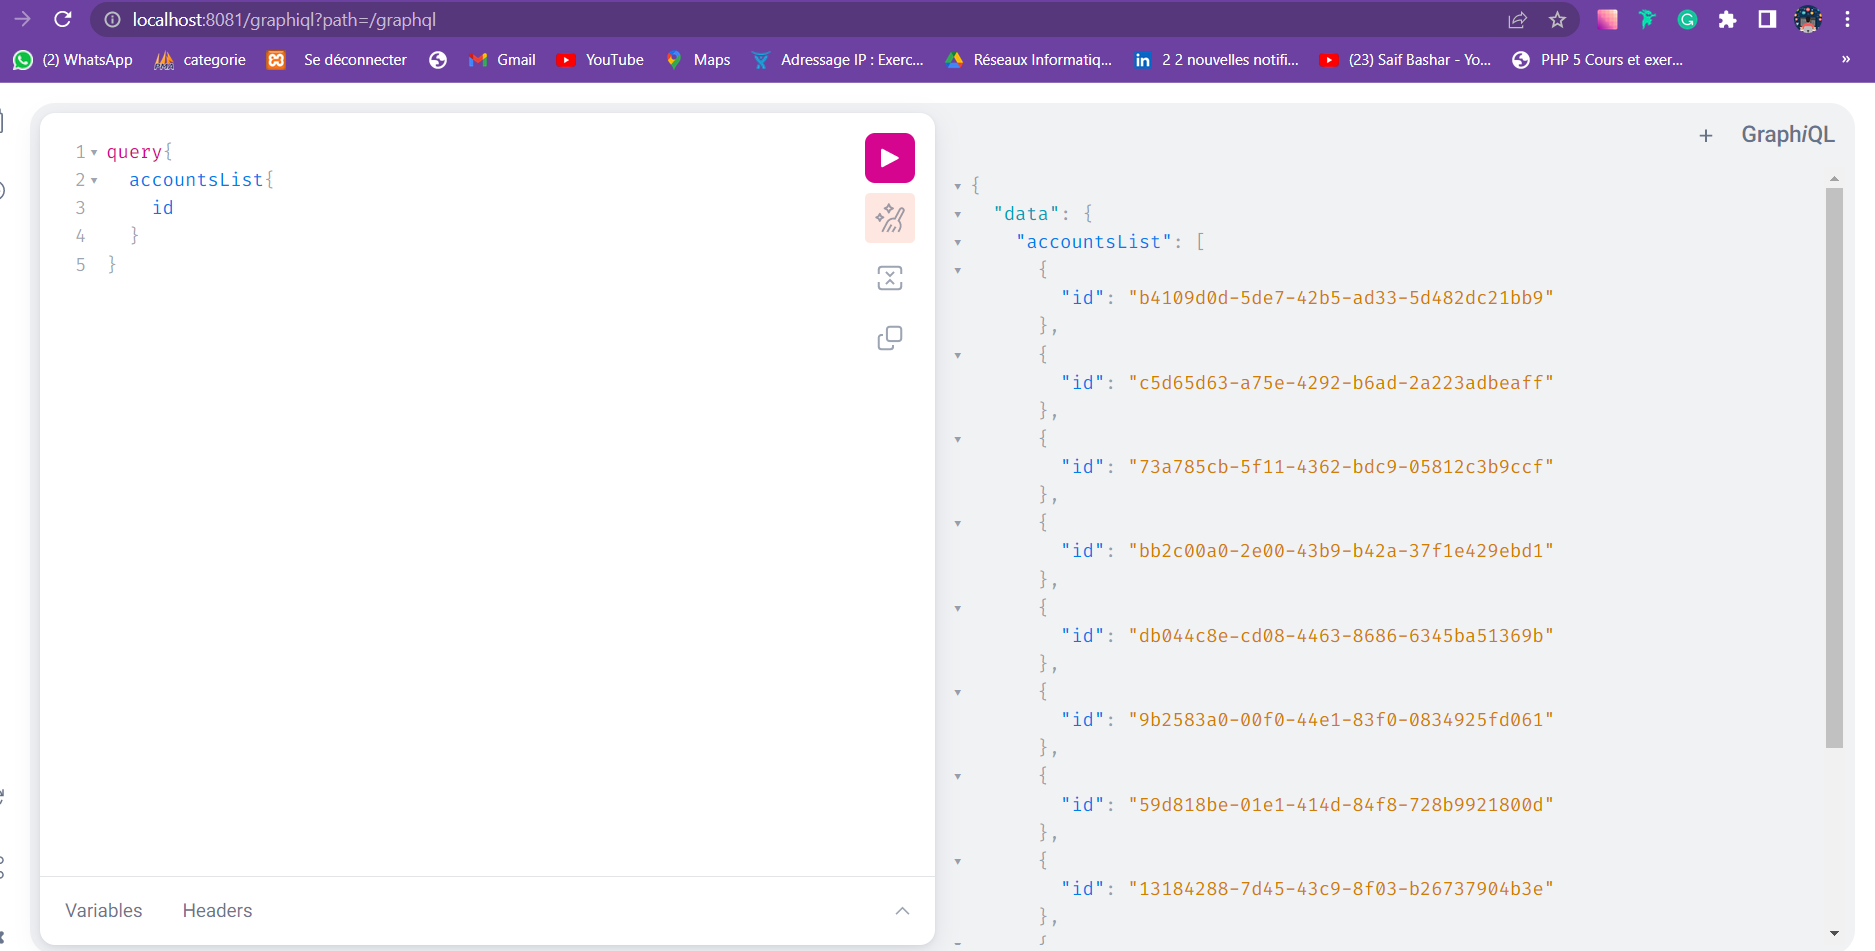 localhost:8081/graphiql?path=/graphql
(2) WhatsApp
categorie
Se déconnecter
Gmail
YouTube
Maps
Adressage IP : Exerc...
Réseaux Informatiq...
2 2 nouvelles notifi...
(23) Saif Bashar - Yo...
PHP 5 Cours et exer...
»
1 query{
2 accountsList{
3 id
4 }
5 }
Variables
Headers
+ GraphiQL
{
"data": {
"accountsList": [
{
"id": "b4109d0d-5de7-42b5-ad33-5d482dc21bb9"
},
{
"id": "c5d65d63-a75e-4292-b6ad-2a223adbeaff"
},
{
"id": "73a785cb-5f11-4362-bdc9-05812c3b9ccf"
},
{
"id": "bb2c00a0-2e00-43b9-b42a-37f1e429ebd1"
},
{
"id": "db044c8e-cd08-4463-8686-6345ba51369b"
},
{
"id": "9b2583a0-00f0-44e1-83f0-0834925fd061"
},
{
"id": "59d818be-01e1-414d-84f8-728b9921800d"
},
{
"id": "13184288-7d45-43c9-8f03-b26737904b3e"
},
{